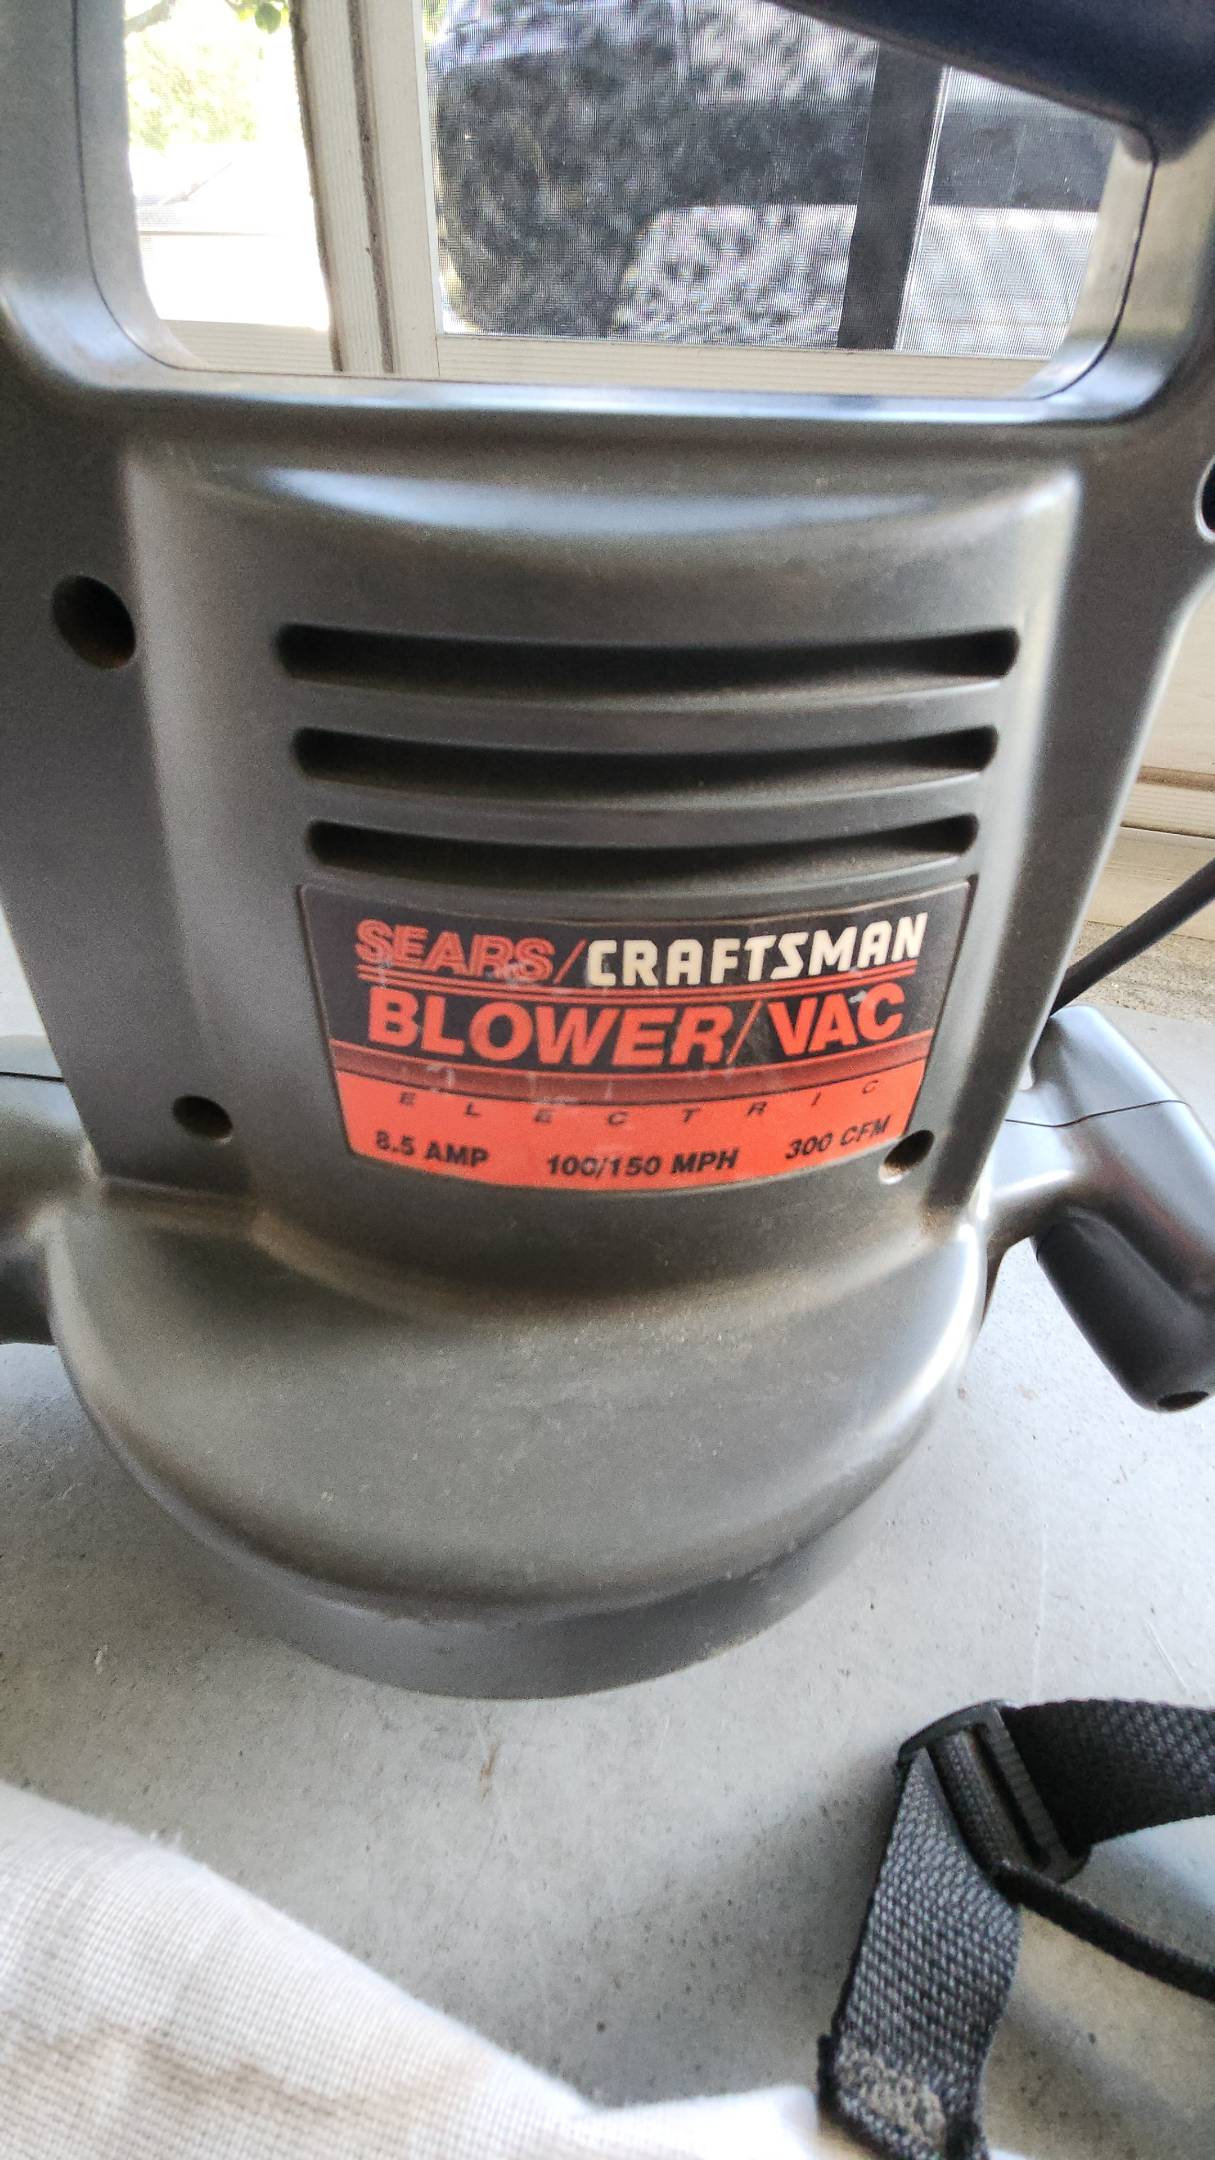 SEARS/CRAFTSMAN
BLOWER/VAC
ELECTRIC
8.5 AMP 100/150 MPH 300 CFM